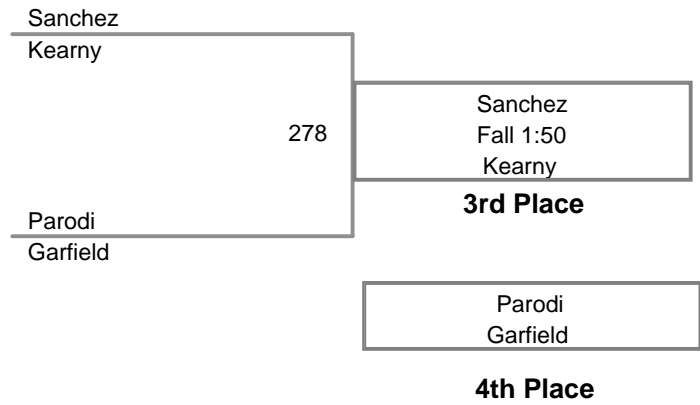 Sanchez
Kearny
278
Sanchez
Fall 1:50
Kearny
3rd Place
Parodi
Garfield
Parodi
Garfield
4th Place